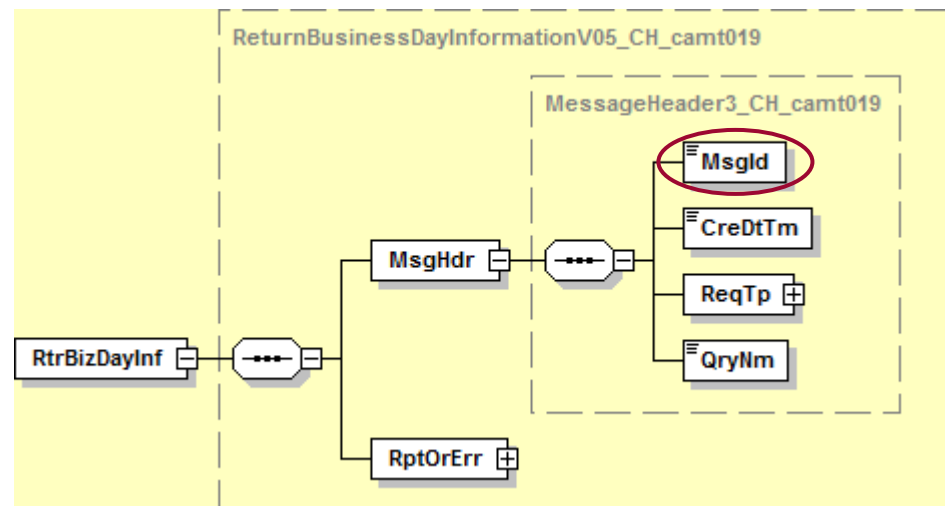 ReturnBusinessDayInformationV05_CH_camt019
MessageHeader3_CH_camt019
MsgId
CreDtTm
MsgHdr
ReqTp
RtrBizDayInf
QryNm
RptOrErr